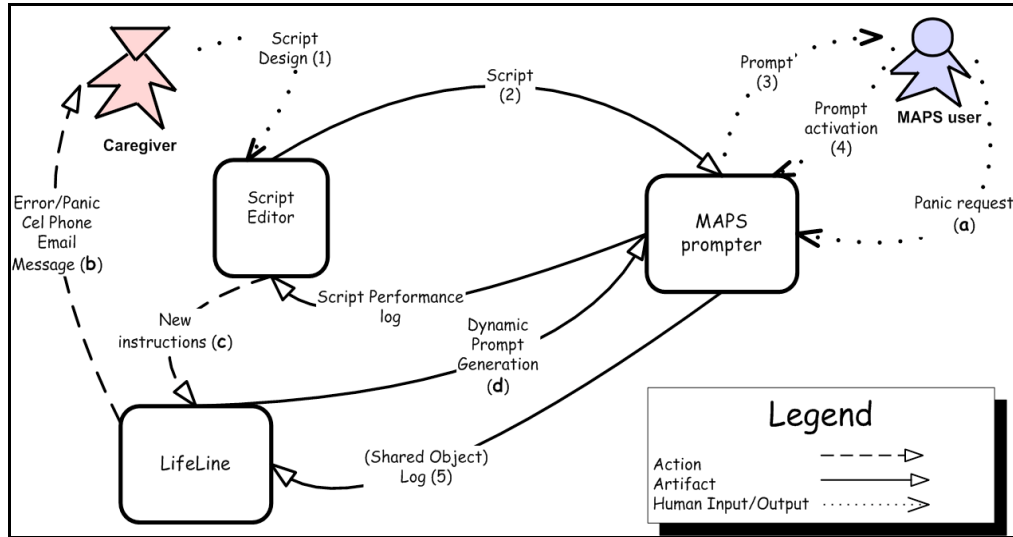 Script
Design (1)
Caregiver
Script
(2)
Prompt
(3)
Prompt
activation
(4)
MAPS user
Panic request
(a)
Error/Panic
Cel Phone
Email
Message (b)
Script
Editor
MAPS
prompter
Script Performance
log
New
instructions (c)
Dynamic
Prompt
Generation
(d)
LifeLine
(Shared Object)
Log (5)
Legend
Action
Artifact
Human Input/Output